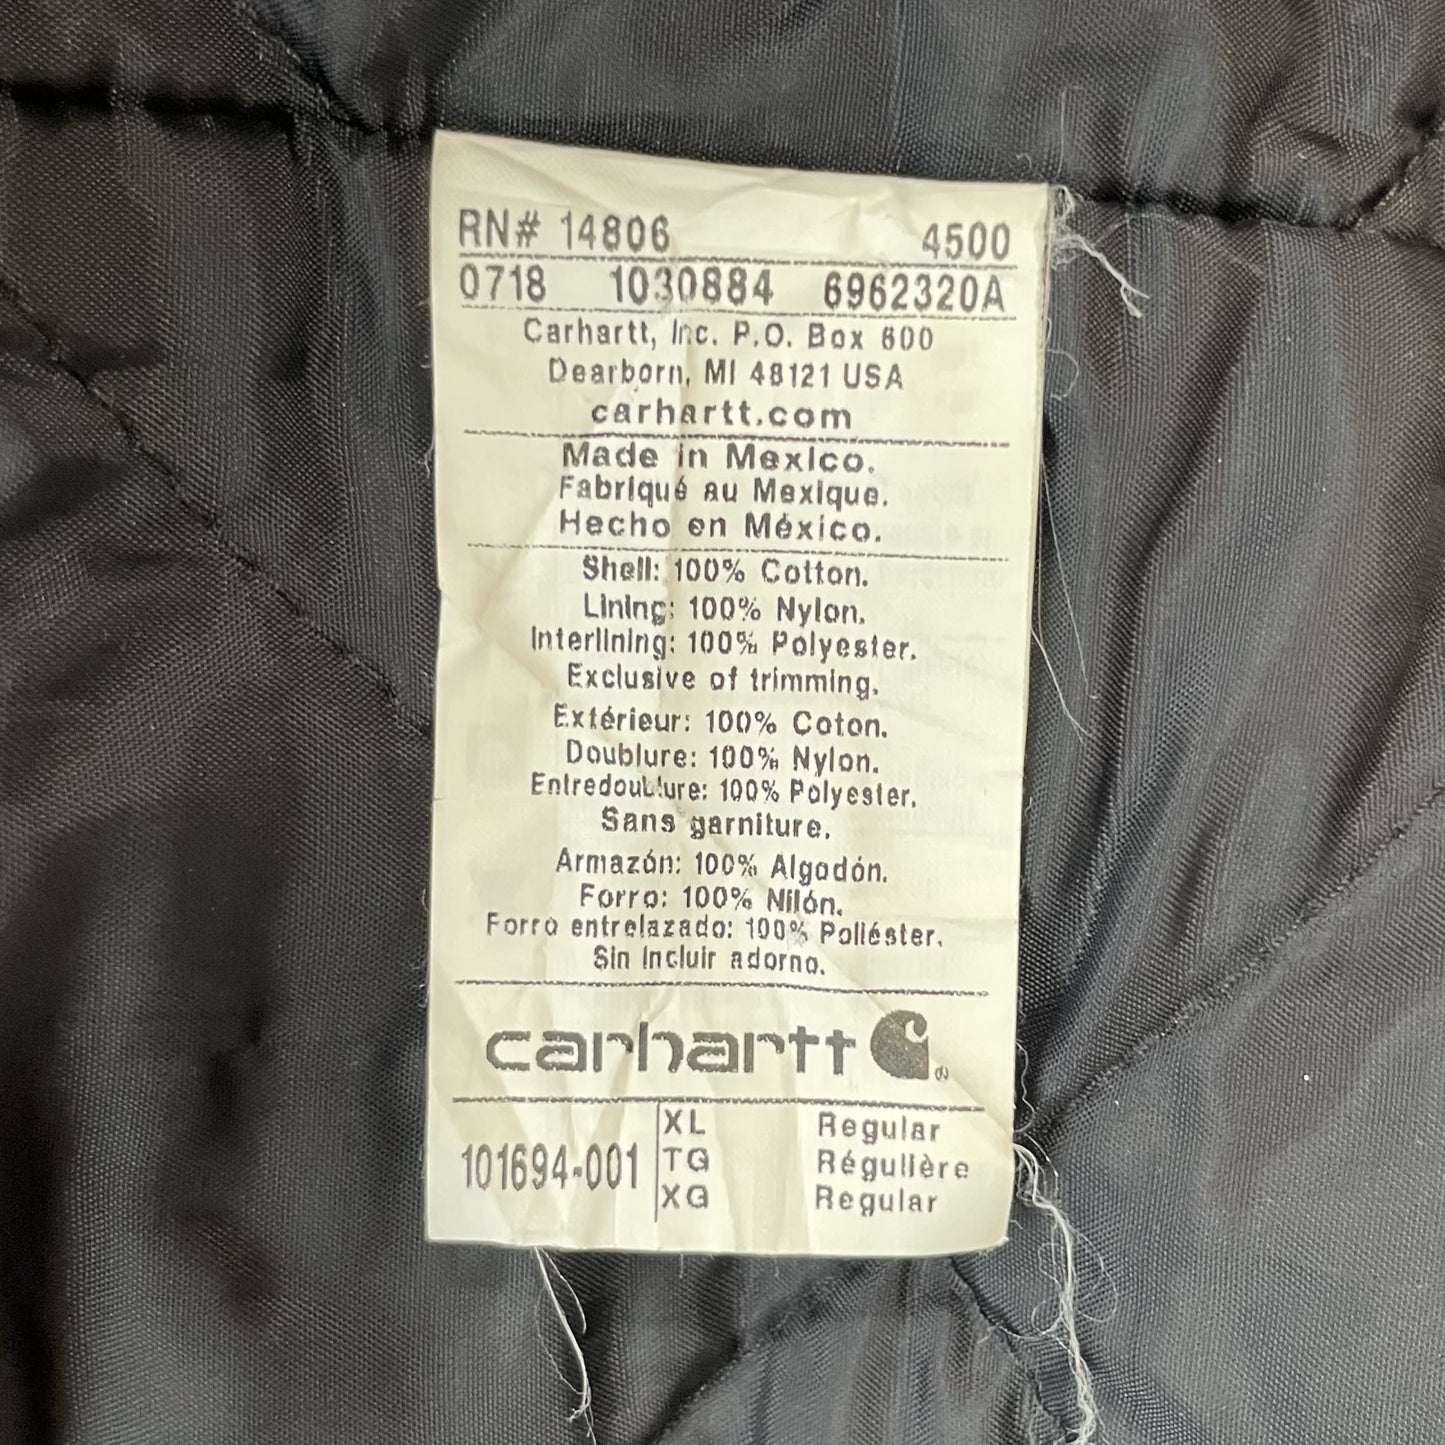 RN# 14806 4500
0718 1030884 6962320A
Carhartt, Inc. P.O. Box 600
Dearborn, MI 48121 USA
carhartt.com
Made in Mexico.
Fabriqué au Mexique.
Hecho en México.
Shell: 100% Cotton.
Lining: 100% Nylon.
Interlining: 100% Polyester.
Exclusive of trimming.
Extérieur: 100% Coton.
Doublure: 100% Nylon.
Entredoublure: 100% Polyester.
Sans garniture.
Armazón: 100% Algodón.
Forro: 100% Nilón.
Forro entrelazado: 100% Poliéster.
Sin incluir adorno.
carhartt ®
101694-001
XL Regular
TG Régulière
XG Regular